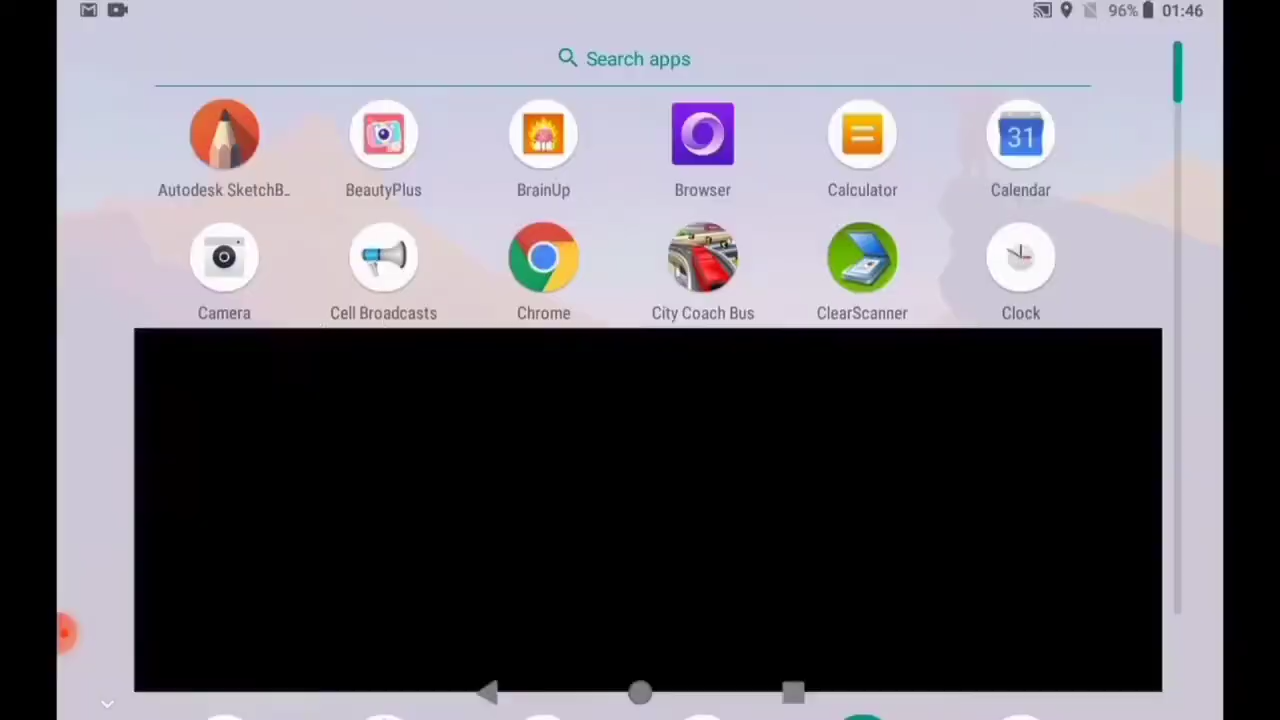 96% 01:46
Search apps
Autodesk SketchB.. BeautyPlus BrainUp Browser Calculator Calendar
31
Camera Cell Broadcasts Chrome City Coach Bus ClearScanner Clock